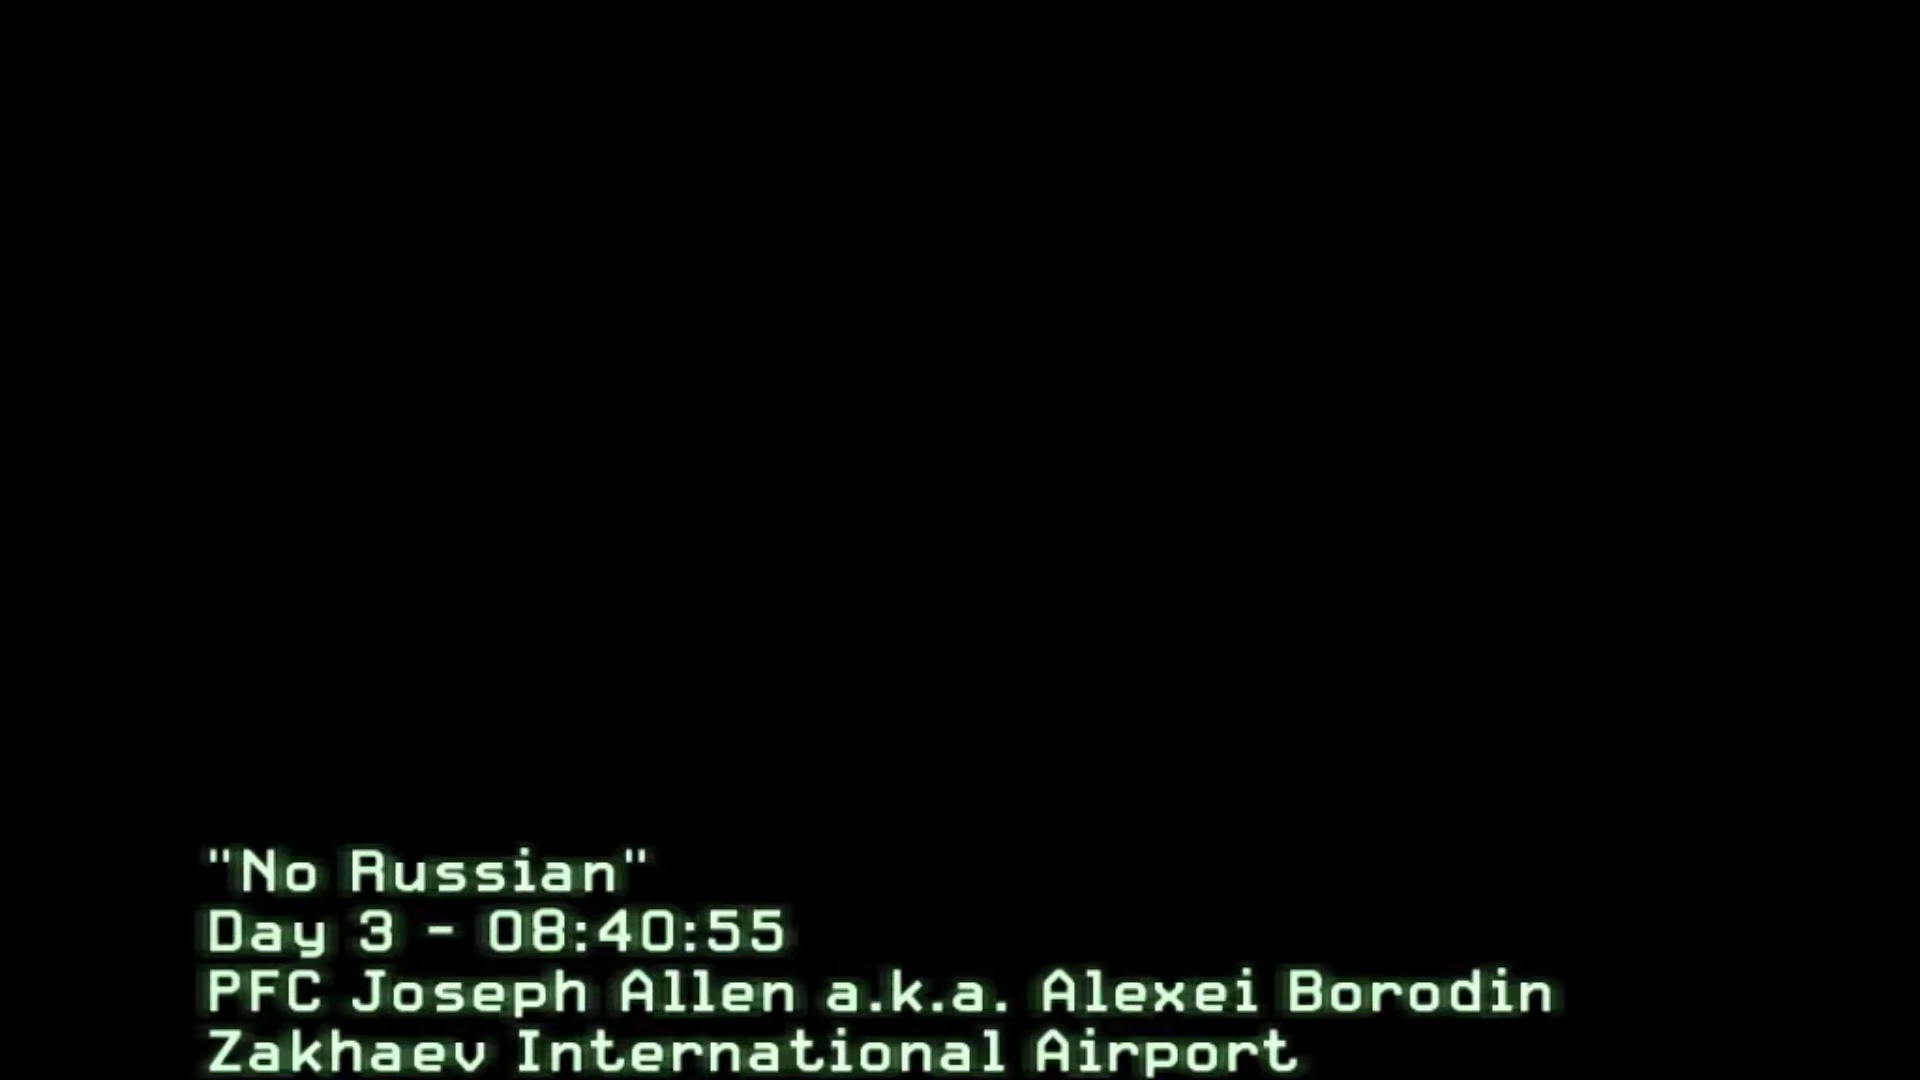 "No Russian"
Day 3 - 08:40:55
PFC Joseph Allen a.k.a. Alexei Borodin
Zakhaev International Airport